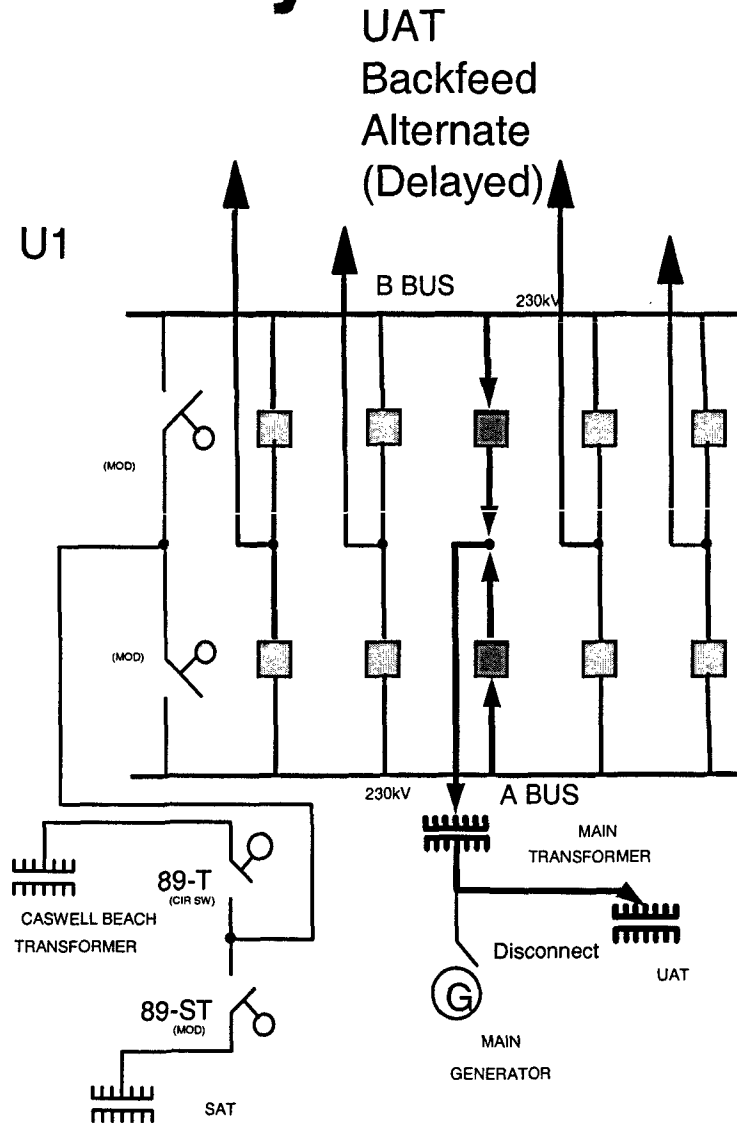 UAT
Backfeed
Alternate
(Delayed)
U1
B BUS
230kV
(MOD)
(MOD)
230kV
A BUS
MAIN
TRANSFORMER
89-T
(CIR SW)
CASWELL BEACH
TRANSFORMER
Disconnect
UAT
G
89-ST
(MOD)
MAIN
GENERATOR
SAT